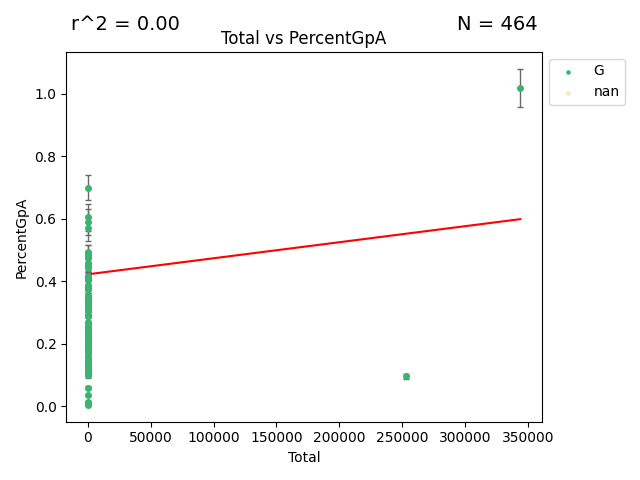 r^2 = 0.00
N = 464
Total vs PercentGpA
G
nan
PercentGpA
1.0
0.8
0.6
0.4
0.2
0.0
0
50000
100000
150000
200000
250000
300000
350000
Total